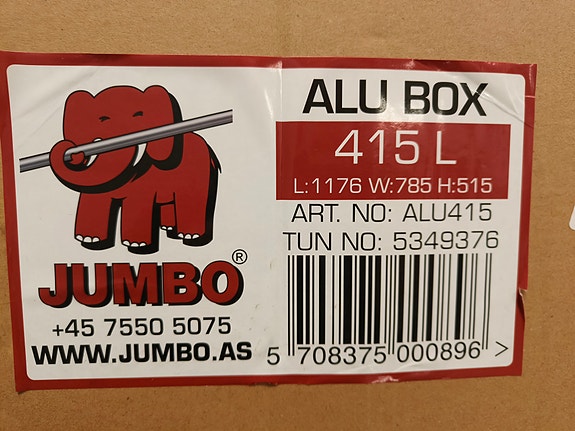 JUMBO®
+45 7550 5075
WWW.JUMBO.AS
ALU BOX
415 L
L:1176 W:785 H:515
ART. NO: ALU415
TUN NO: 5349376
5 708375 000896 >